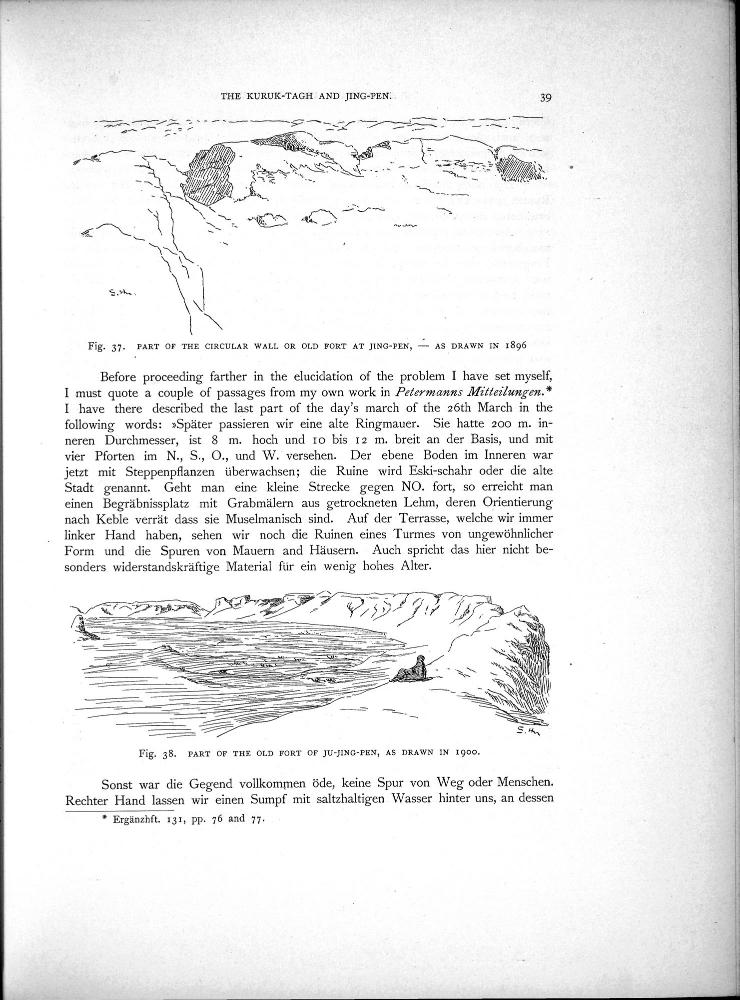 THE KURUK-TAGH AND JING-PEN. 39
S. Hn.
Fig. 37. PART OF THE CIRCULAR WALL OR OLD FORT AT JING-PEN, — AS DRAWN IN 1896
Before proceeding farther in the elucidation of the problem I have set myself,
I must quote a couple of passages from my own work in Petermanns Mitteilungen.*
I have there described the last part of the day's march of the 26th March in the
following words: »Später passieren wir eine alte Ringmauer. Sie hatte 200 m. in-
neren Durchmesser, ist 8 m. hoch und 10 bis 12 m. breit an der Basis, und mit
vier Pforten im N., S., O., und W. versehen. Der ebene Boden im Inneren war
jetzt mit Steppenpflanzen überwachsen; die Ruine wird Eski-schahr oder die alte
Stadt genannt. Geht man eine kleine Strecke gegen NO. fort, so erreicht man
einen Begräbnissplatz mit Grabmälern aus getrockneten Lehm, deren Orientierung
nach Keble verrät dass sie Muselmanisch sind. Auf der Terrasse, welche wir immer
linker Hand haben, sehen wir noch die Ruinen eines Turmes von ungewöhnlicher
Form und die Spuren von Mauern and Häusern. Auch spricht das hier nicht be-
sonders widerstandskräftige Material für ein wenig hohes Alter.
S. Hn
Fig. 38. PART OF THE OLD FORT OF JU-JING-PEN, AS DRAWN IN 1900.
Sonst war die Gegend vollkommen öde, keine Spur von Weg oder Menschen.
Rechter Hand lassen wir einen Sumpf mit saltzhaltigen Wasser hinter uns, an dessen
* Ergänzhft. 131, pp. 76 and 77.